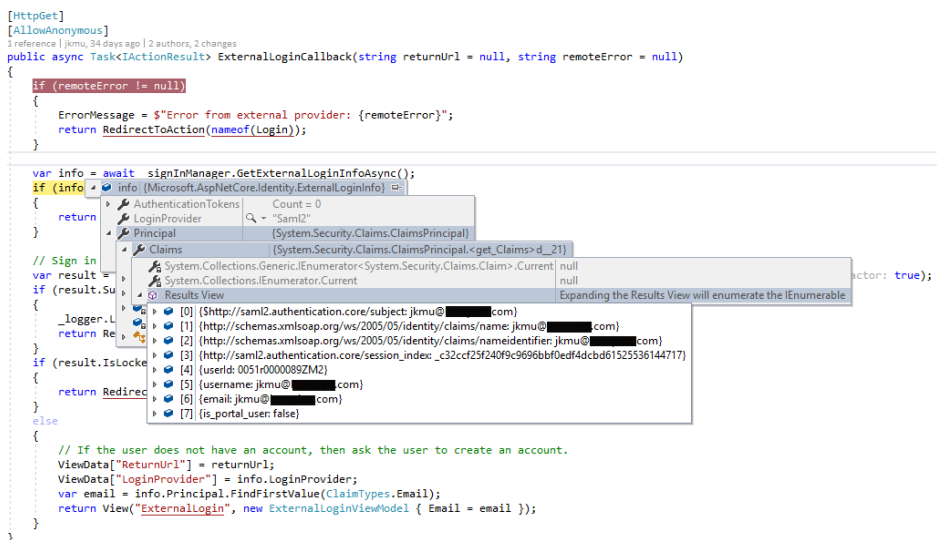 [HttpGet]
[AllowAnonymous]
1 reference | jkmu, 34 days ago | 2 authors, 2 changes
public async Task<IActionResult> ExternalLoginCallback(string returnUrl = null, string remoteError = null)
{
if (remoteError != null)
{
ErrorMessage = $"Error from external provider: {remoteError}";
return RedirectToAction(nameof(Login));
}
var info = await _signInManager.GetExternalLoginInfoAsync();
if (info info {Microsoft.AspNetCore.Identity.ExternalLoginInfo}
{ AuthenticationTokens Count = 0
return LoginProvider "Saml2"
} Principal {System.Security.Claims.ClaimsPrincipal}
Claims {System.Security.Claims.ClaimsPrincipal.<get_Claims>d__21}
// Sign in System.Collections.Generic.IEnumerator<System.Security.Claims.Claim>.Current null
var result = System.Collections.IEnumerator.Current null actor: true);
if (result.Su Results View Expanding the Results View will enumerate the IEnumerable
{ [0] {$http://saml2.authentication.core/subject: jkmu@ com}
_logger.L [1] {http://schemas.xmlsoap.org/ws/2005/05/identity/claims/name: jkmu@ .com}
return Re [2] {http://schemas.xmlsoap.org/ws/2005/05/identity/claims/nameidentifier: jkmu@ com}
} [3] {http://saml2.authentication.core/session_index: _c32ccf25f240f9c9696bbf0edf4dcbd61525536144717}
if (result.IsLocke [4] {userId: 0051r0000089ZM2}
{ [5] {username: jkmu@ .com}
return Redirec [6] {email: jkmu@ com}
} [7] {is_portal_user: false}
else
{
// If the user does not have an account, then ask the user to create an account.
ViewData["ReturnUrl"] = returnUrl;
ViewData["LoginProvider"] = info.LoginProvider;
var email = info.Principal.FindFirstValue(ClaimTypes.Email);
return View("ExternalLogin", new ExternalLoginViewModel { Email = email });
}
}